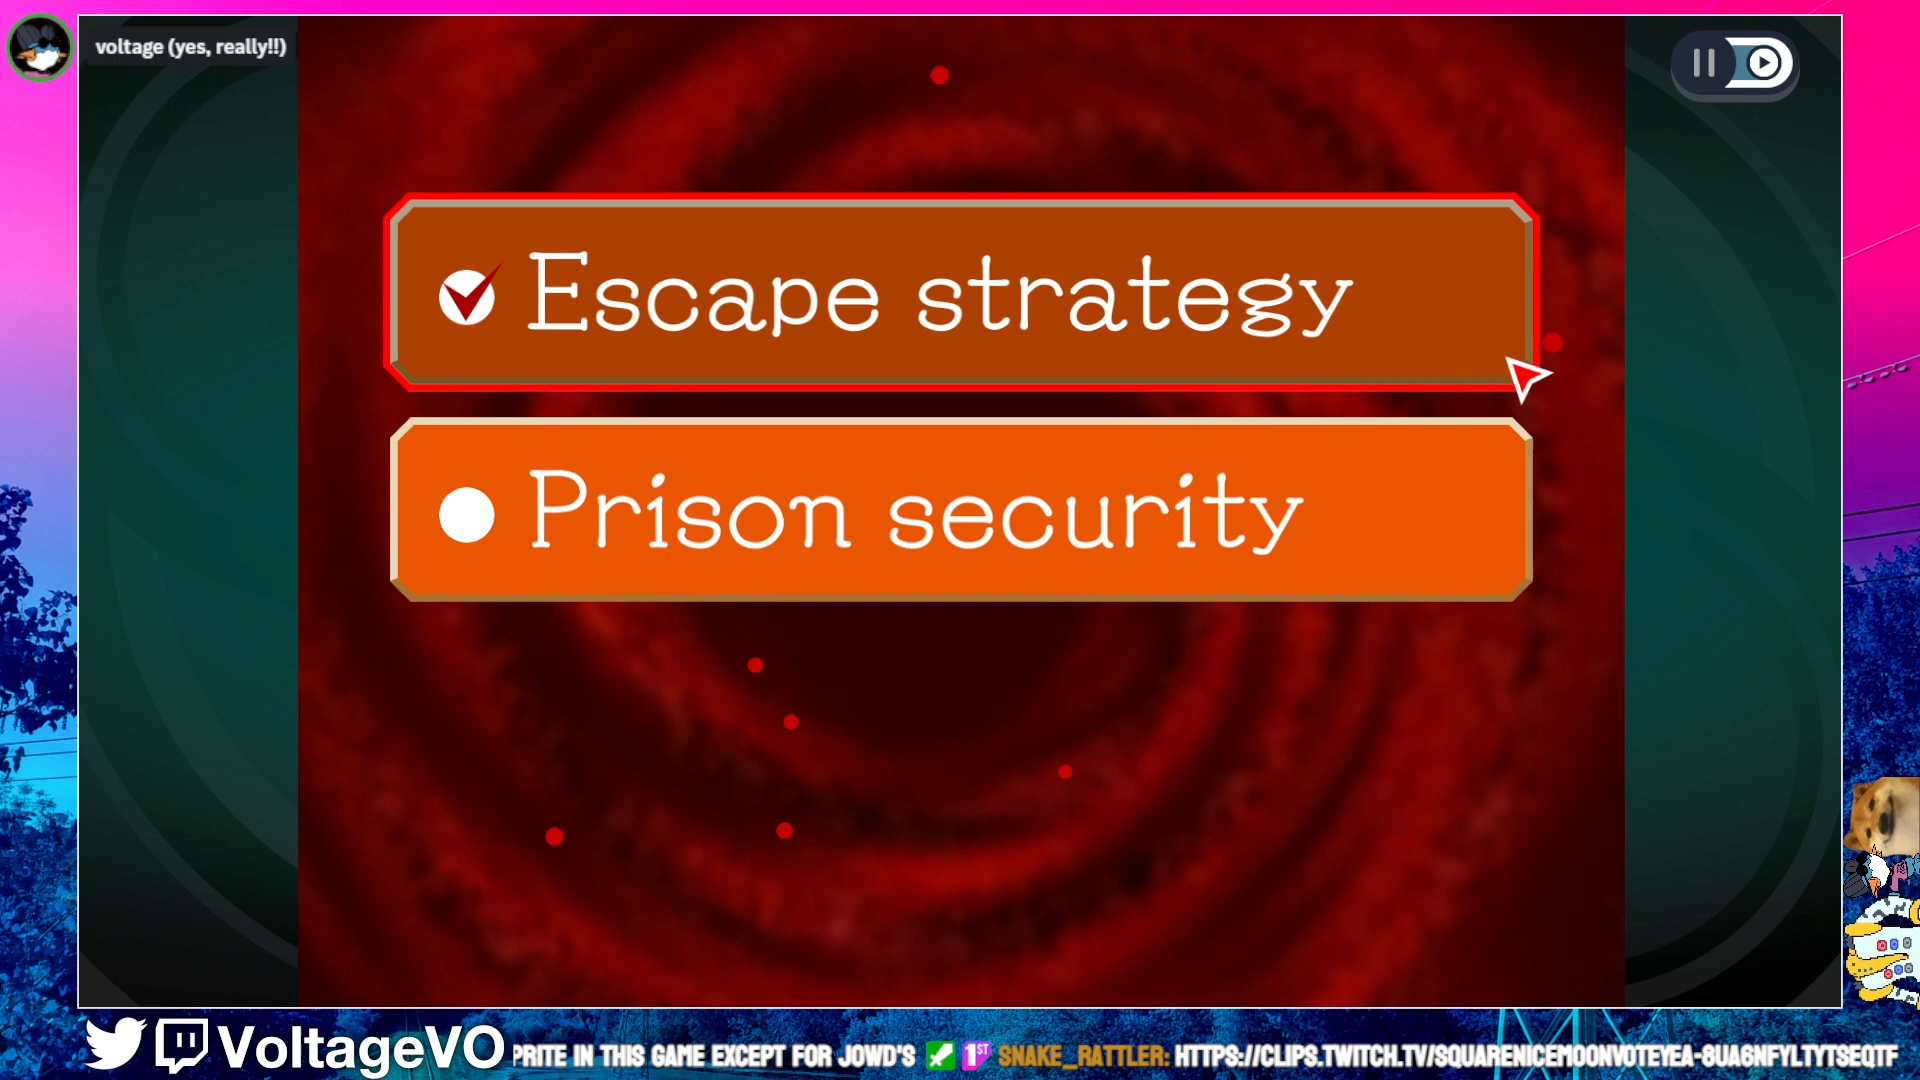 voltage (yes, really!!)
Escape strategy
Prison security
VoltageVO
PRITE IN THIS GAME EXCEPT FOR JOWD'S 1ST SNAKE_RATTLER: HTTPS://CLIPS.TWITCH.TV/SQUARENICEMOONVOTEYEA-8UA6NFYLTYTSEQTF